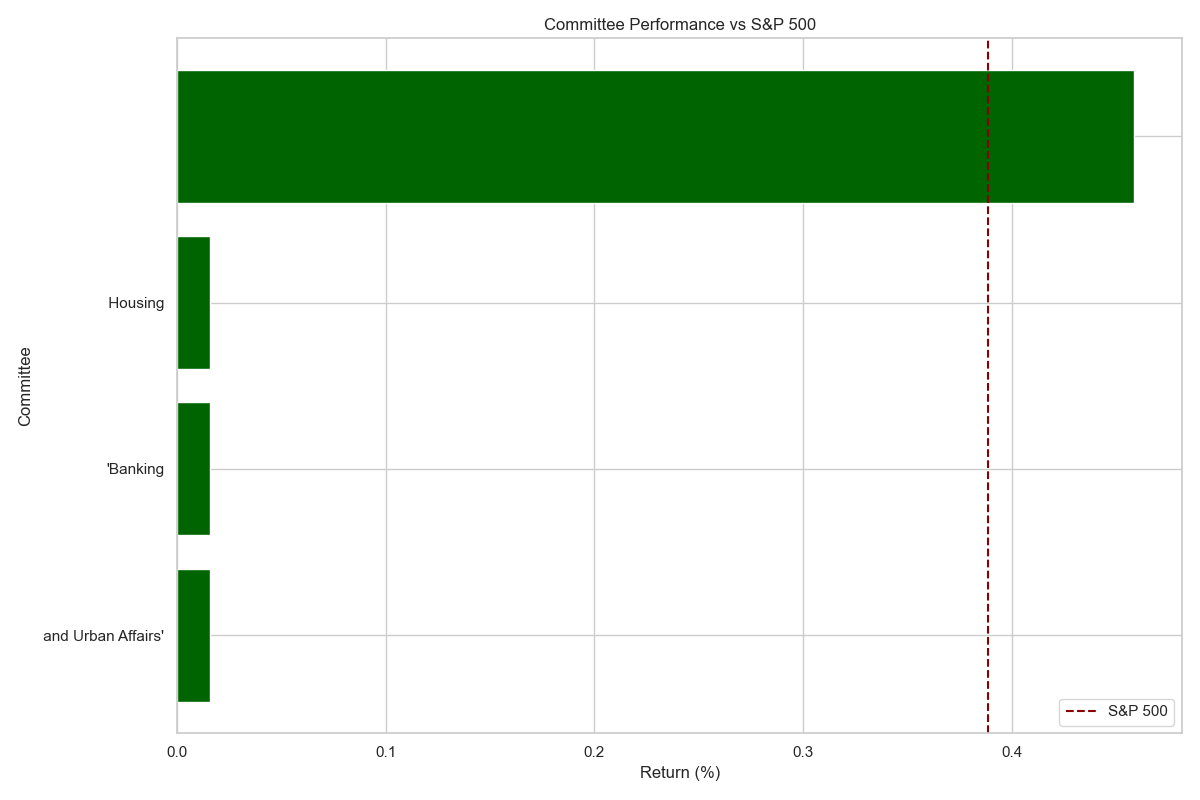 Committee Performance vs S&P 500
Committee
Housing
'Banking
and Urban Affairs'
S&P 500
0.0 0.1 0.2 0.3 0.4
Return (%)